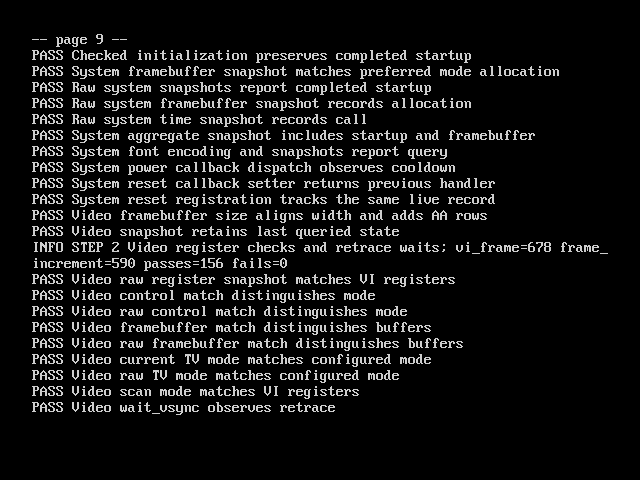 -- page 9 --
PASS Checked initialization preserves completed startup
PASS System framebuffer snapshot matches preferred mode allocation
PASS Raw system snapshots report completed startup
PASS Raw system framebuffer snapshot records allocation
PASS Raw system time snapshot records call
PASS System aggregate snapshot includes startup and framebuffer
PASS System font encoding and snapshots report query
PASS System power callback dispatch observes cooldown
PASS System reset callback setter returns previous handler
PASS System reset registration tracks the same live record
PASS Video framebuffer size aligns width and adds AA rows
PASS Video snapshot retains last queried state
INFO STEP 2 Video register checks and retrace waits; vi_frame=678 frame_
increment=590 passes=156 fails=0
PASS Video raw register snapshot matches VI registers
PASS Video control match distinguishes mode
PASS Video raw control match distinguishes mode
PASS Video framebuffer match distinguishes buffers
PASS Video raw framebuffer match distinguishes buffers
PASS Video current TV mode matches configured mode
PASS Video raw TV mode matches configured mode
PASS Video scan mode matches VI registers
PASS Video wait_vsync observes retrace